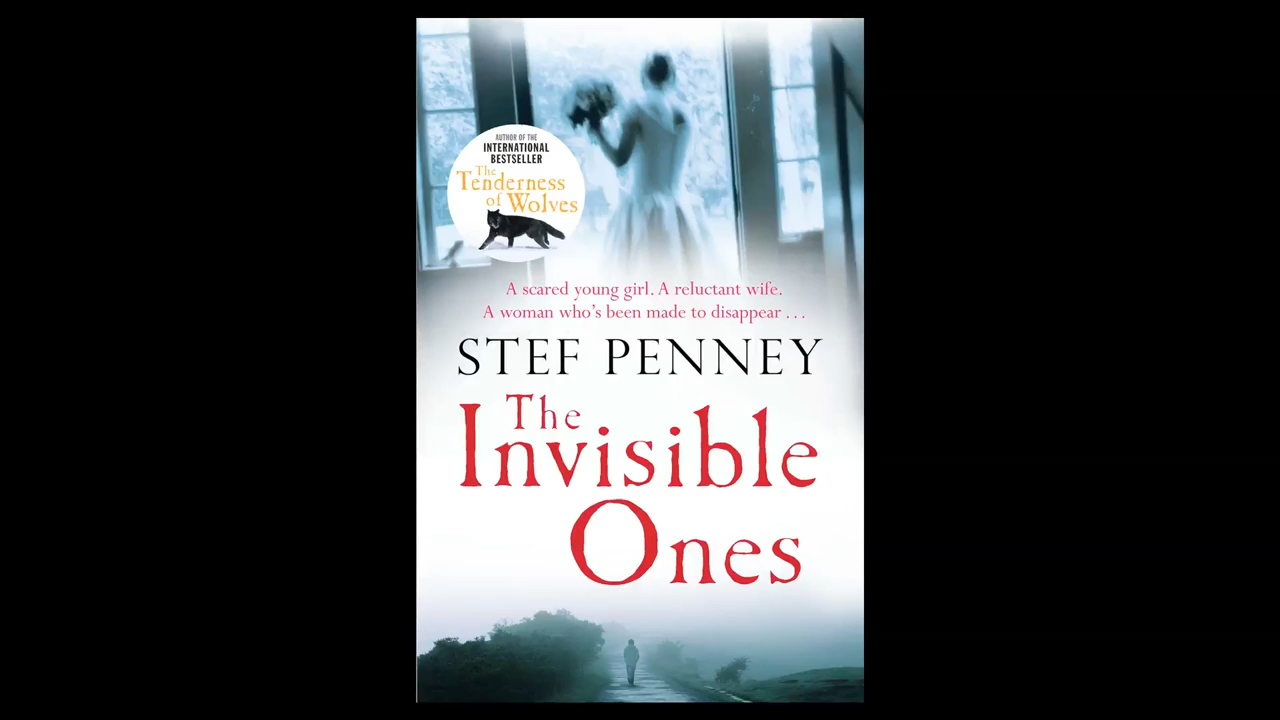 AUTHOR OF THE
INTERNATIONAL
BESTSELLER
The
Tenderness
of Wolves
A scared young girl. A reluctant wife.
A woman who's been made to disappear . . .
STEF PENNEY
The
Invisible
Ones